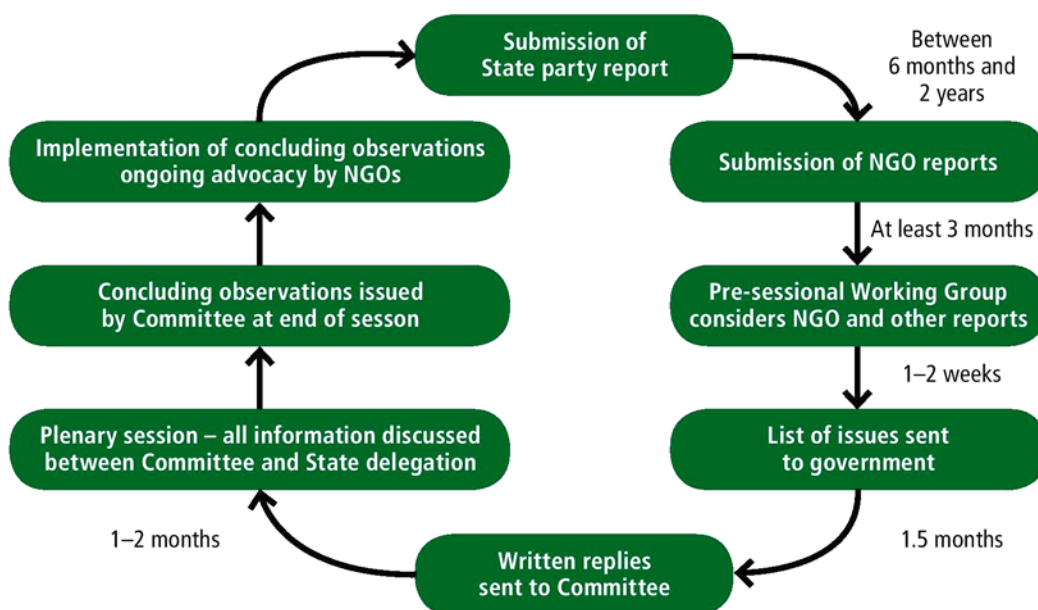 Submission of
State party report
Between
6 months and
2 years
Submission of NGO reports
At least 3 months
Pre-sessional Working Group
considers NGO and other reports
1–2 weeks
List of issues sent
to government
1.5 months
Written replies
sent to Committee
1–2 months
Plenary session – all information discussed
between Committee and State delegation
Concluding observations issued
by Committee at end of sesson
Implementation of concluding observations
ongoing advocacy by NGOs